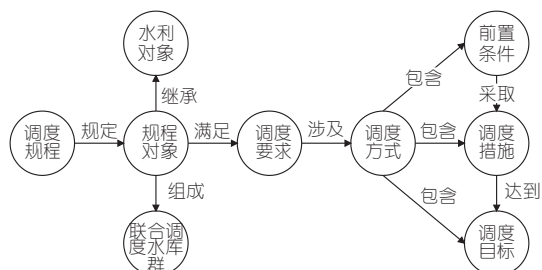 水利
对象
前置
条件
继承
包含
采取
调度
规程
规定
规程
对象
满足
调度
要求
涉及
调度
方式
包含
调度
措施
组成
包含
达到
联合调
度水库
群
调度
目标